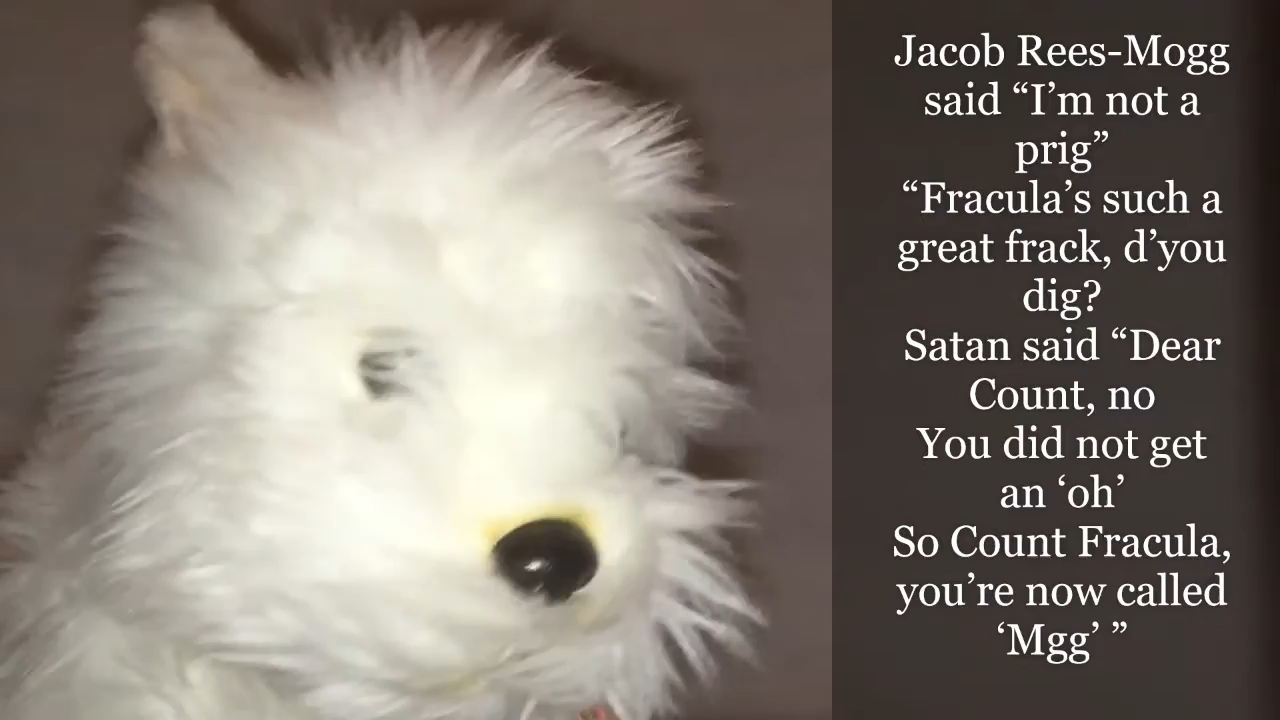 Jacob Rees-Mogg
said “I’m not a
prig”
“Fracula’s such a
great frack, d’you
dig?
Satan said “Dear
Count, no
You did not get
an ‘oh’
So Count Fracula,
you’re now called
‘Mgg’ ”